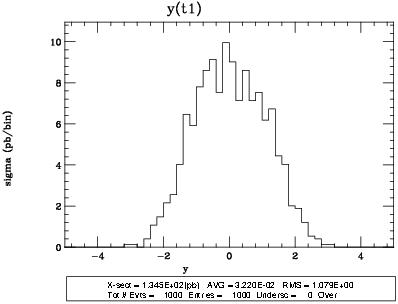 y(t1)
10
8
6
4
2
0
sigma (pb/bin)
-4 -2 0 2 4
y
X-sect = 1.345E+02(pb) AVG = 3.220E-02 RMS = 1.079E+00
Tot # Evts = 1000 Entries = 1000 Undersc = 0 Over